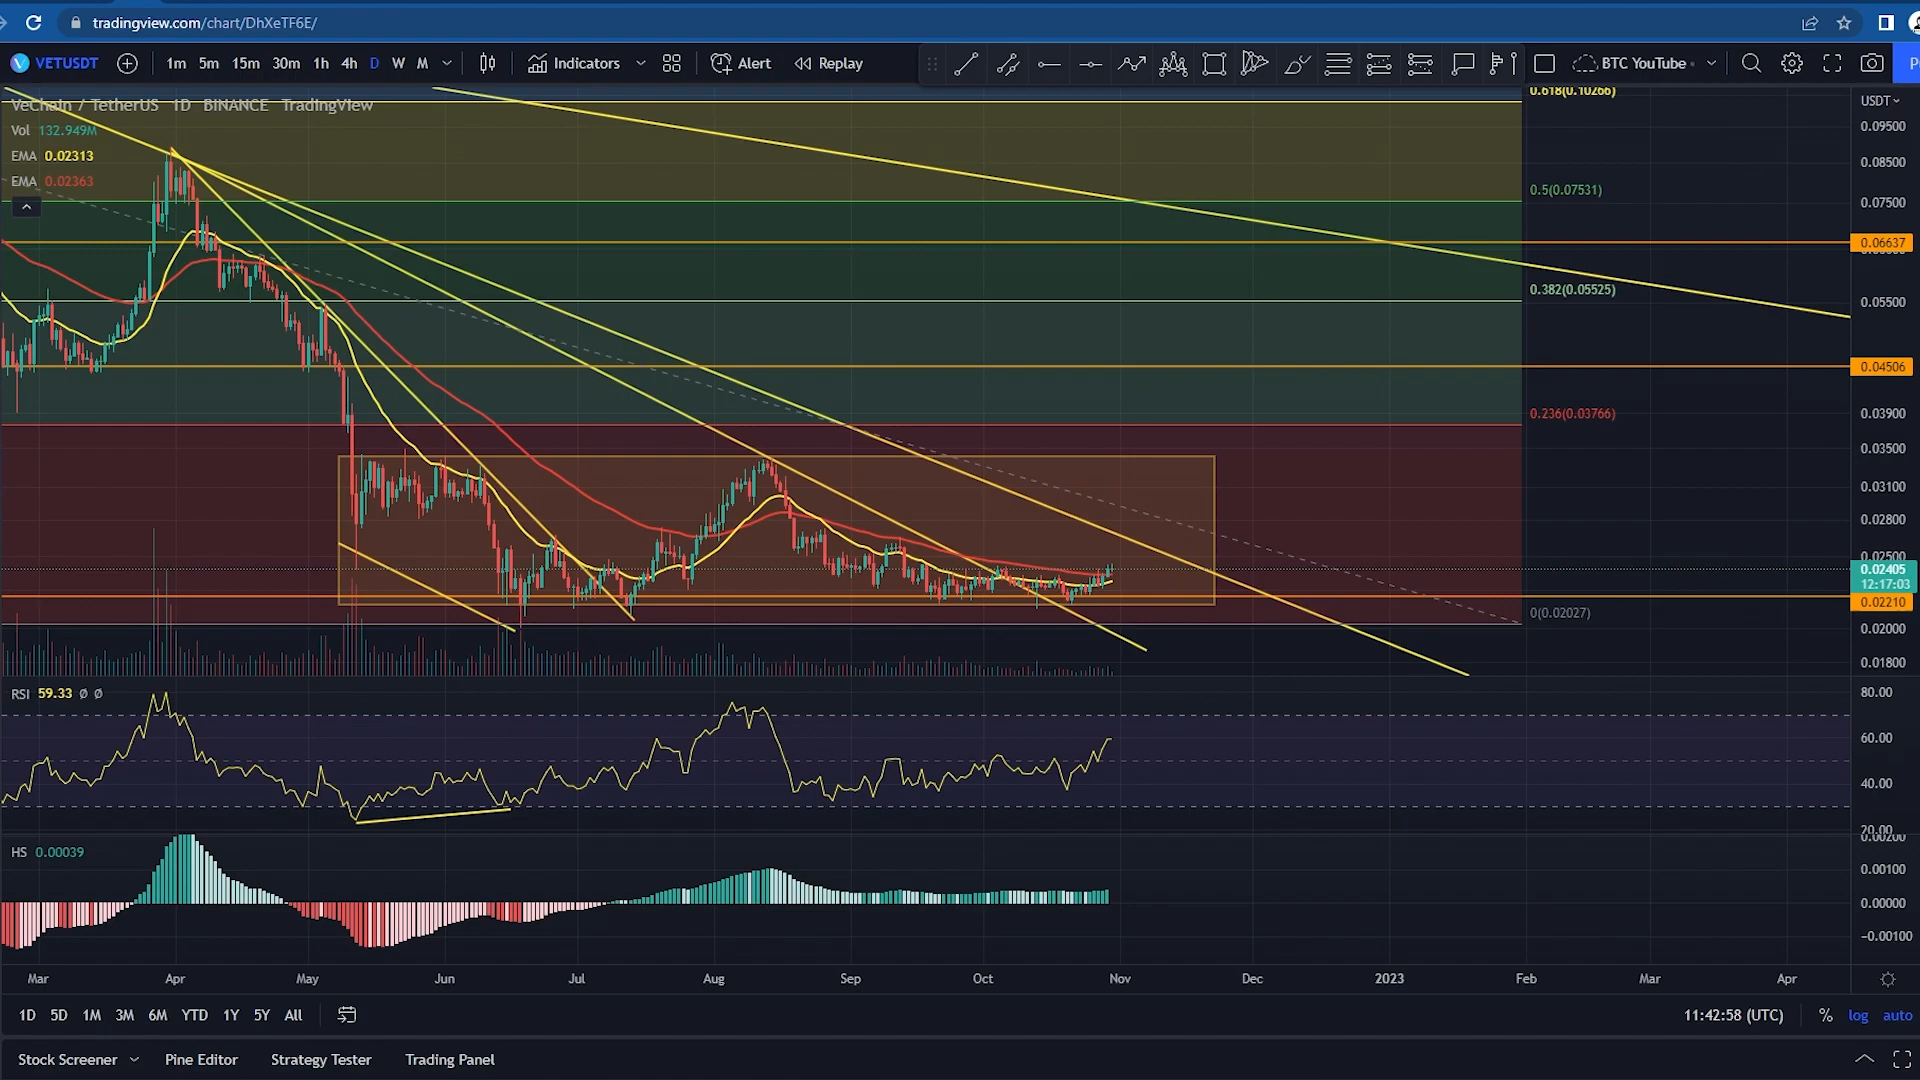 tradingview.com/chart/DhXeTF6E/
VETUSDT 1m 5m 15m 30m 1h 4h D W M Indicators Alert Replay BTC YouTube
VeChain / TetherUS 1D BINANCE TradingView
Vol 132.949M
EMA 0.02313
EMA 0.02363
0.618(0.10266)
0.5(0.07531)
0.382(0.05525)
0.236(0.03766)
0(0.02027)
USDT
0.09500
0.08500
0.07500
0.06637
0.05500
0.04506
0.03900
0.03500
0.03100
0.02800
0.02500
0.02405
12:17:03
0.02210
0.02000
0.01800
RSI 59.33 Ø Ø
80.00
60.00
40.00
20.00
HS 0.00039
0.00200
0.00100
0.00000
−0.00100
Mar Apr May Jun Jul Aug Sep Oct Nov Dec 2023 Feb Mar Apr
1D 5D 1M 3M 6M YTD 1Y 5Y All 11:42:58 (UTC) % log auto
Stock Screener Pine Editor Strategy Tester Trading Panel